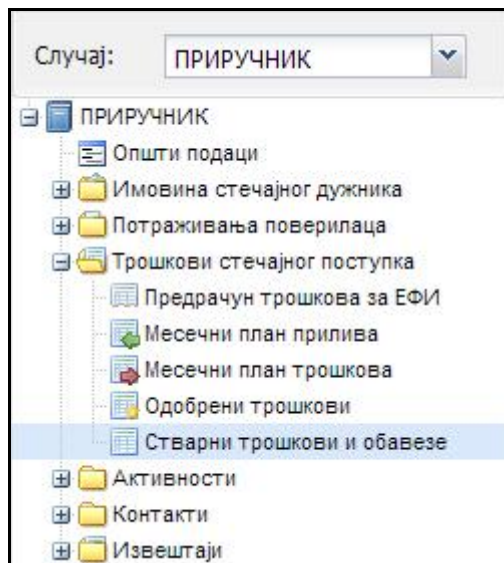 Случај: ПРИРУЧНИК
ПРИРУЧНИК
Општи подаци
Имовина стечајног дужника
Потраживања поверилаца
Трошкови стечајног поступка
Предрачун трошкова за ЕФИ
Месечни план прилива
Месечни план трошкова
Одобрени трошкови
Стварни трошкови и обавезе
Активности
Контакти
Извештаји